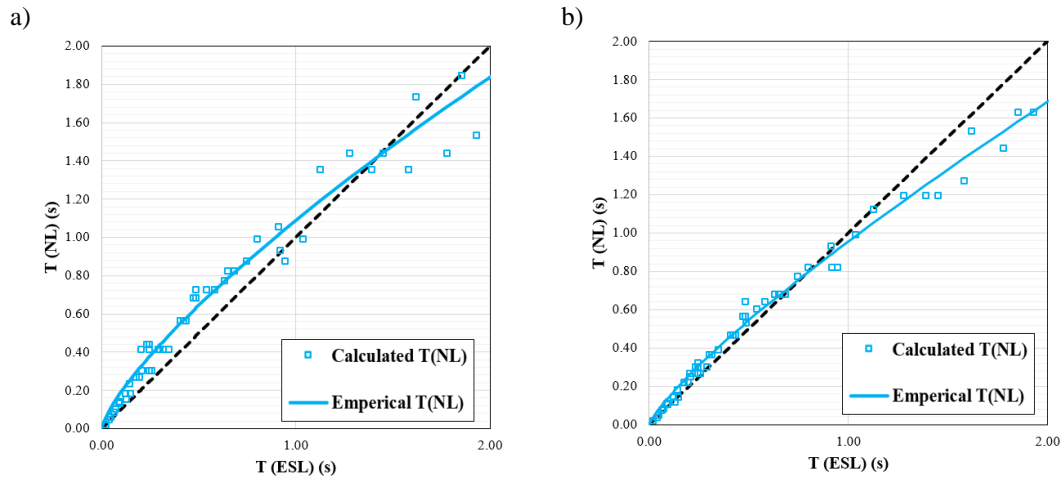 a)
2.00
1.80
1.60
1.40
1.20
1.00
0.80
0.60
0.40
0.20
0.00
T (NL) (s)
0.00 1.00 2.00
T (ESL) (s)
Calculated T(NL)
Emperical T(NL)
b)
2.00
1.80
1.60
1.40
1.20
1.00
0.80
0.60
0.40
0.20
0.00
T (NL) (s)
0.00 1.00 2.00
T (ESL) (s)
Calculated T(NL)
Emperical T(NL)